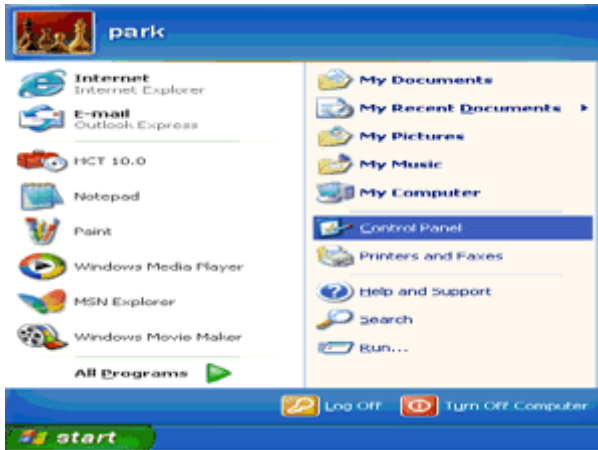 park
Internet
Internet Explorer
E-mail
Outlook Express
HCT 10.0
Notepad
Paint
Windows Media Player
MSN Explorer
Windows Movie Maker
All Programs
My Documents
My Recent Documents
My Pictures
My Music
My Computer
Control Panel
Printers and Faxes
Help and Support
Search
Run...
Log Off
Turn Off Computer
start